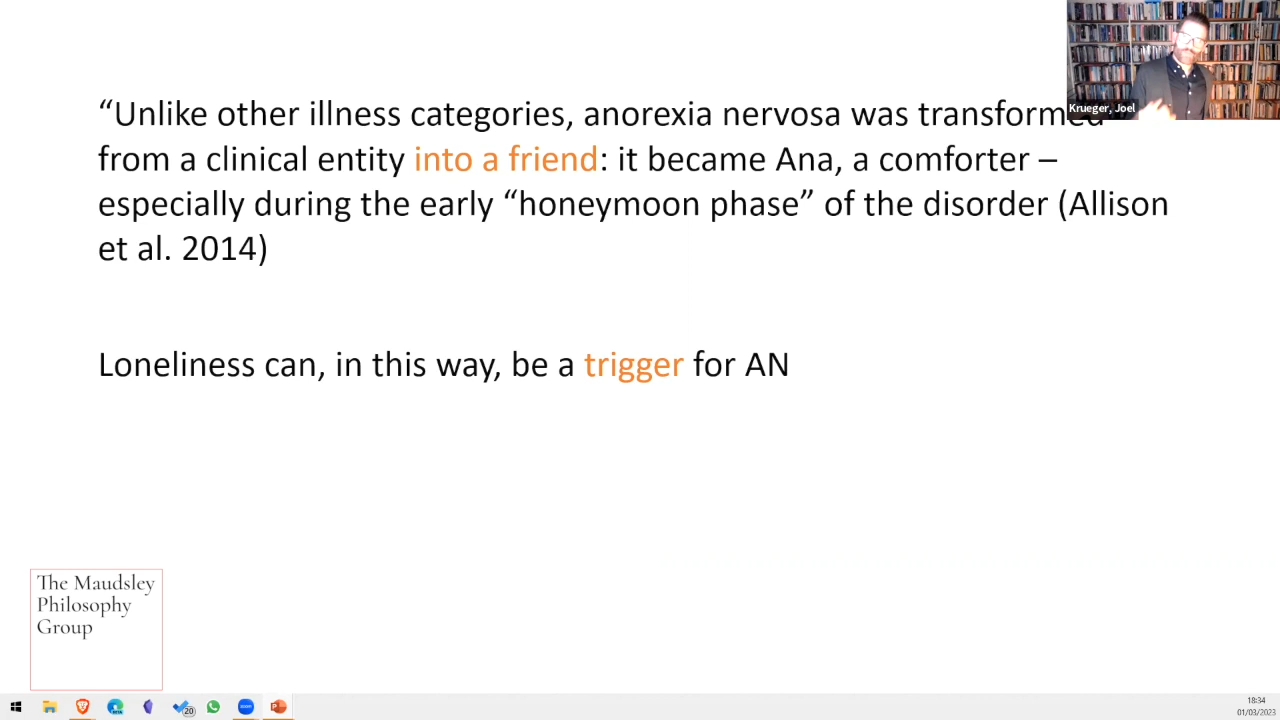 Krueger, Joel
“Unlike other illness categories, anorexia nervosa was transformed
from a clinical entity into a friend: it became Ana, a comforter –
especially during the early “honeymoon phase” of the disorder (Allison
et al. 2014)
Loneliness can, in this way, be a trigger for AN
The Maudsley
Philosophy
Group
20
zoom
18:34
01/03/2023